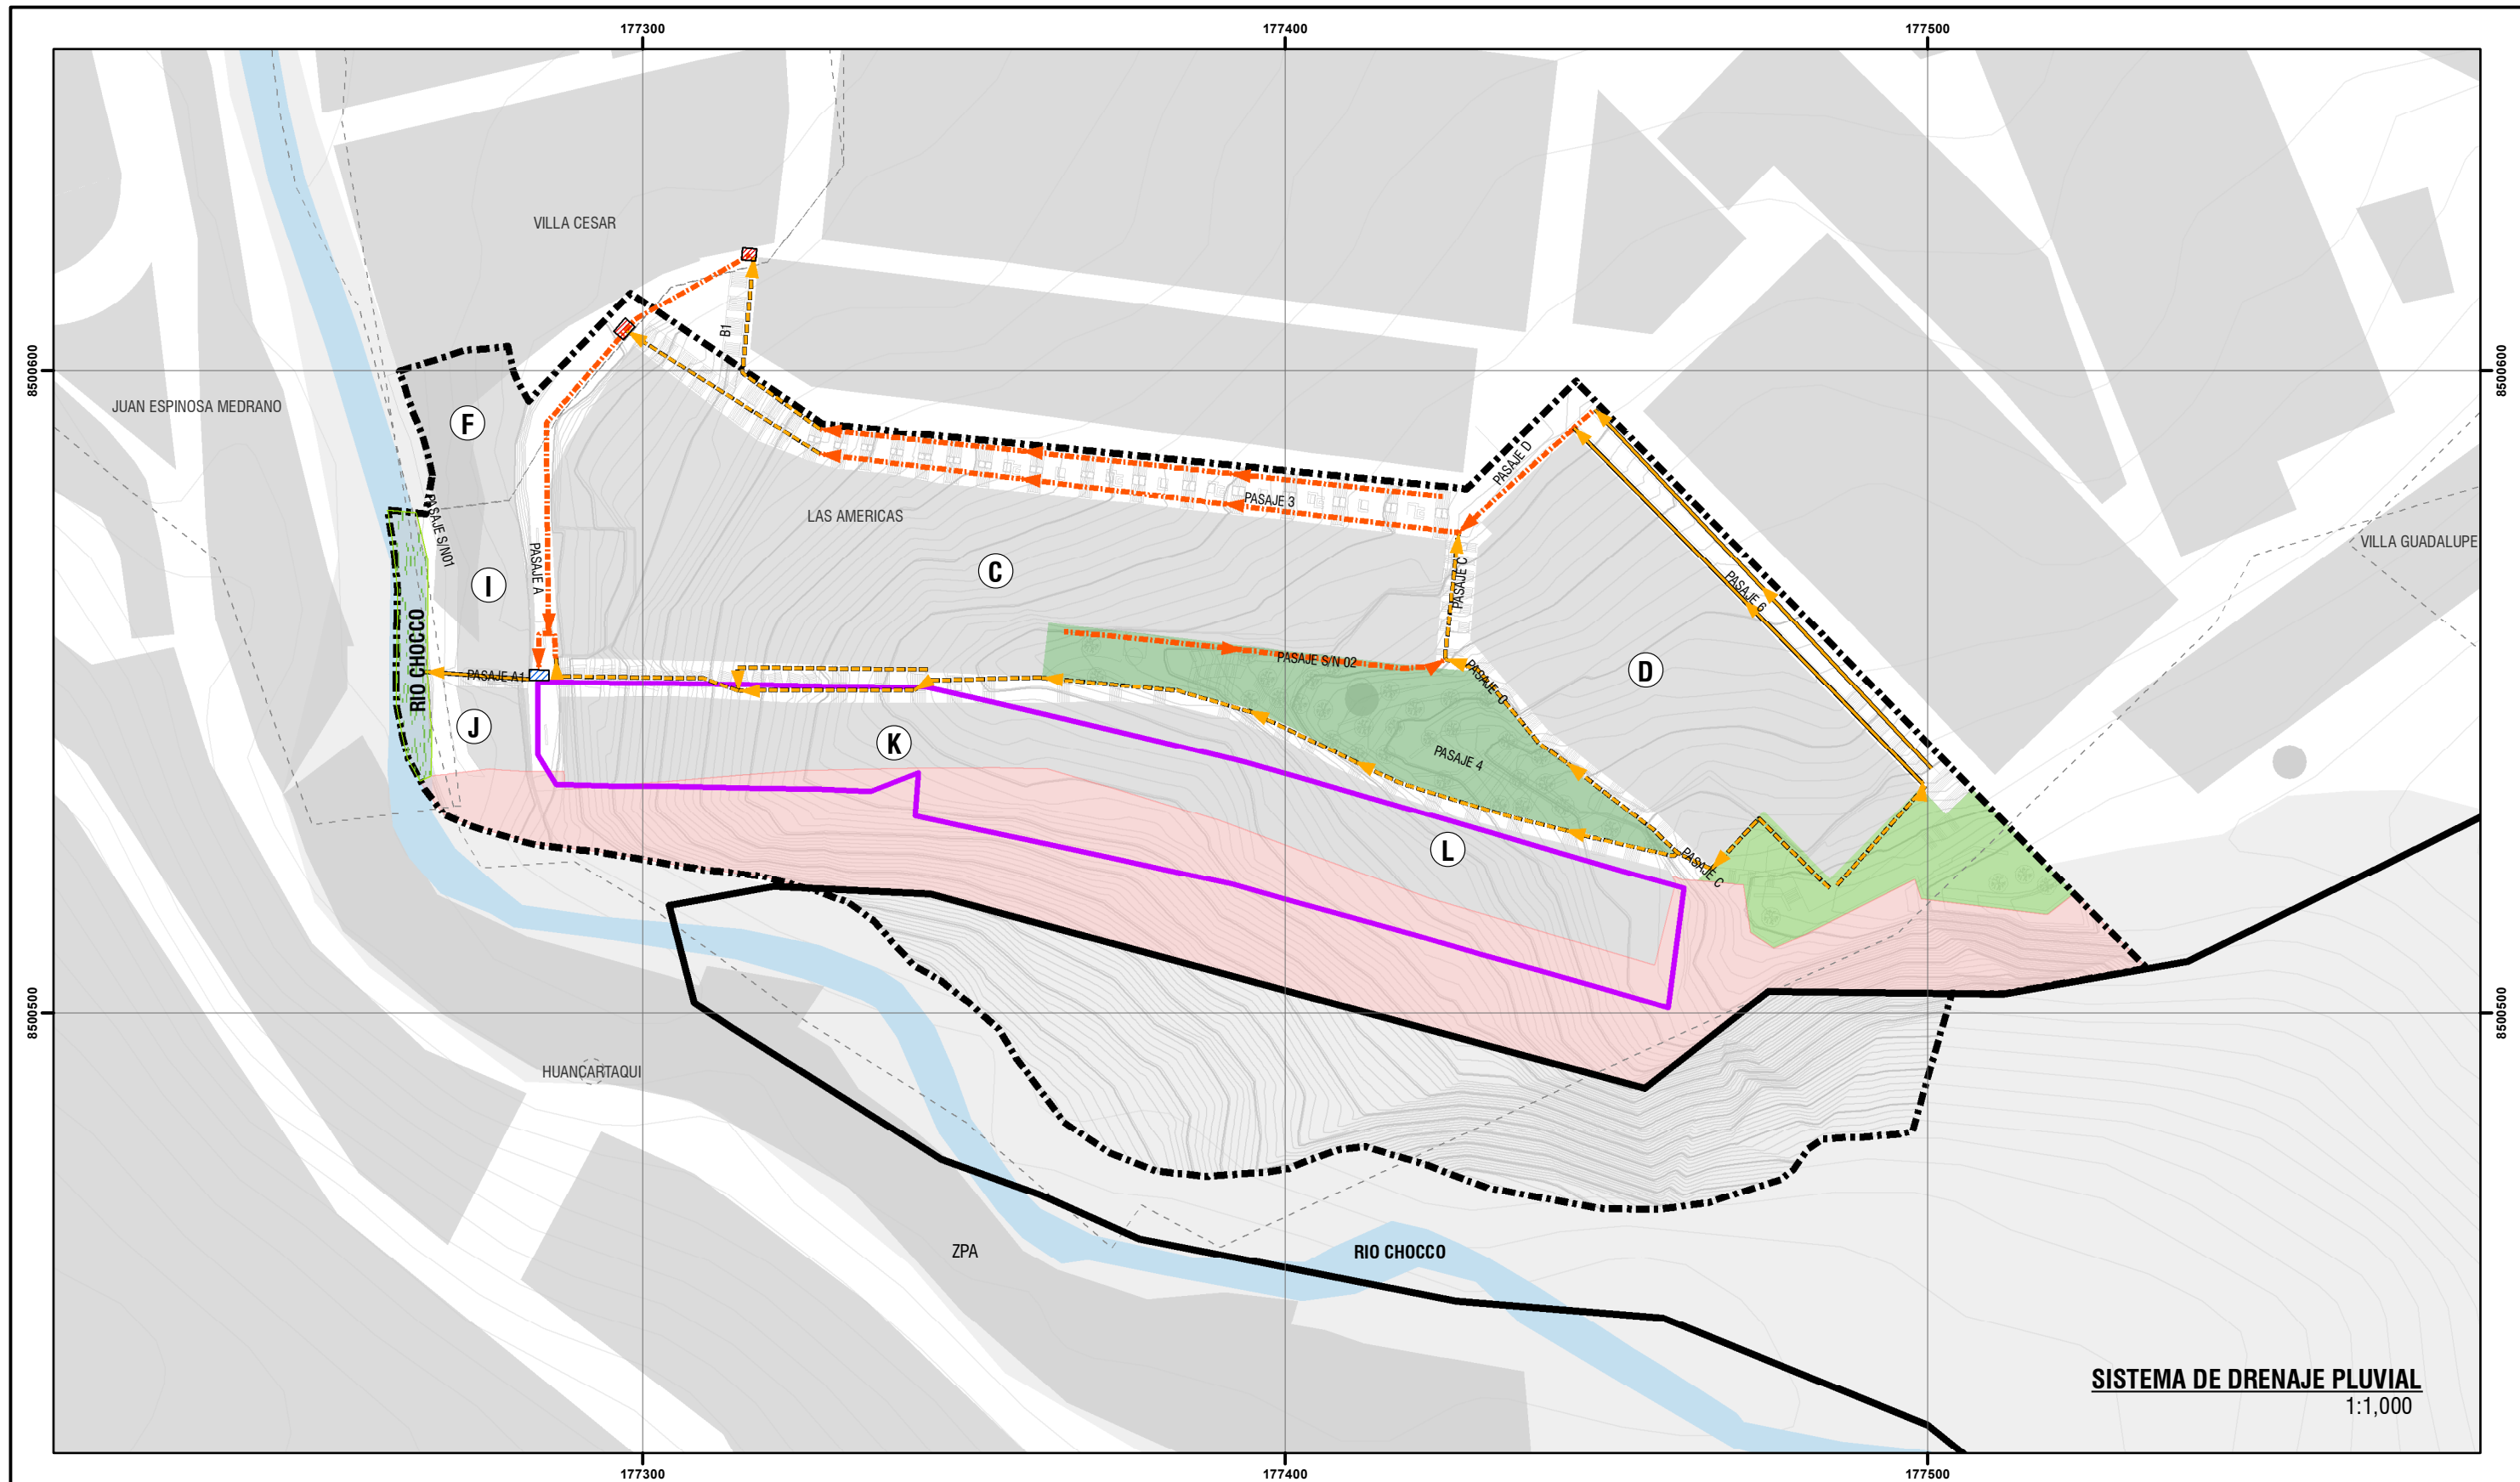 177300
177400
177500
VILLA CESAR
B1
8500600
8500600
JUAN ESPINOSA MEDRANO
F
PASAJE D
PASAJE 3
LAS AMERICAS
PASAJE S/N01
VILLA GUADALUPE
PASAJE A
C
PASAJE C
PASAJE 6
I
RIO CHOCCO
PASAJE S/N 02
PASAJE A1
PASAJE C
D
J
K
PASAJE 4
L
PASAJE C
8500500
8500500
HUANCARTAQUI
ZPA
RIO CHOCCO
SISTEMA DE DRENAJE PLUVIAL
1:1,000
177300
177400
177500